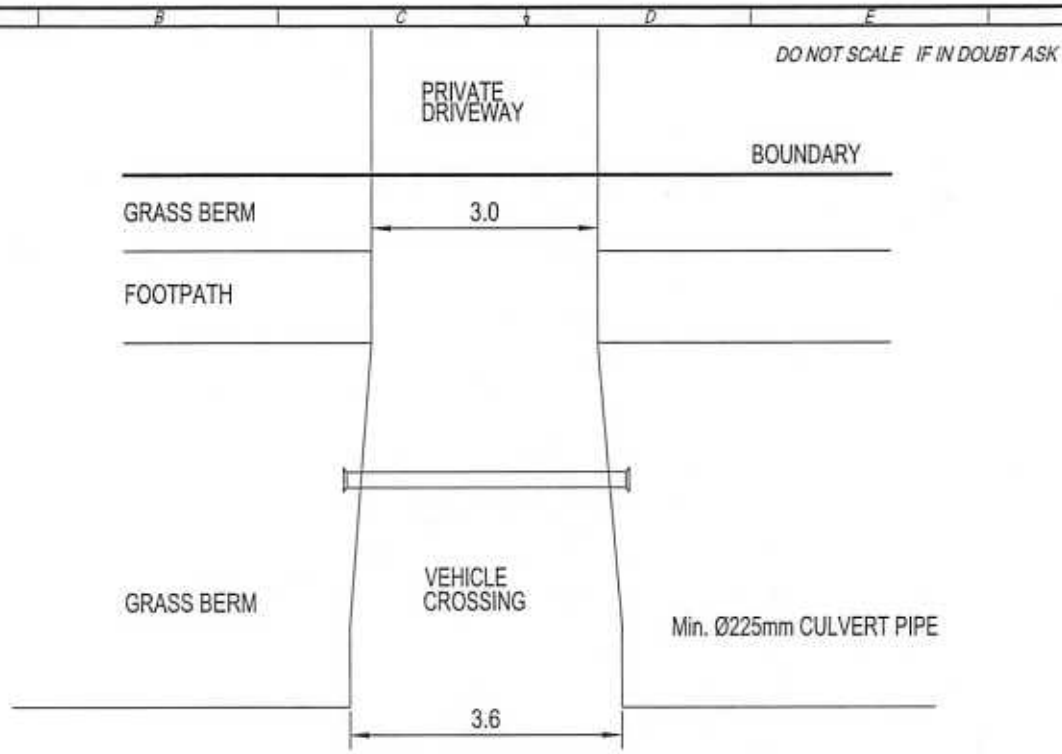 B C D E
DO NOT SCALE IF IN DOUBT ASK
PRIVATE
DRIVEWAY
BOUNDARY
GRASS BERM
3.0
FOOTPATH
GRASS BERM
VEHICLE
CROSSING
Min. Ø225mm CULVERT PIPE
3.6